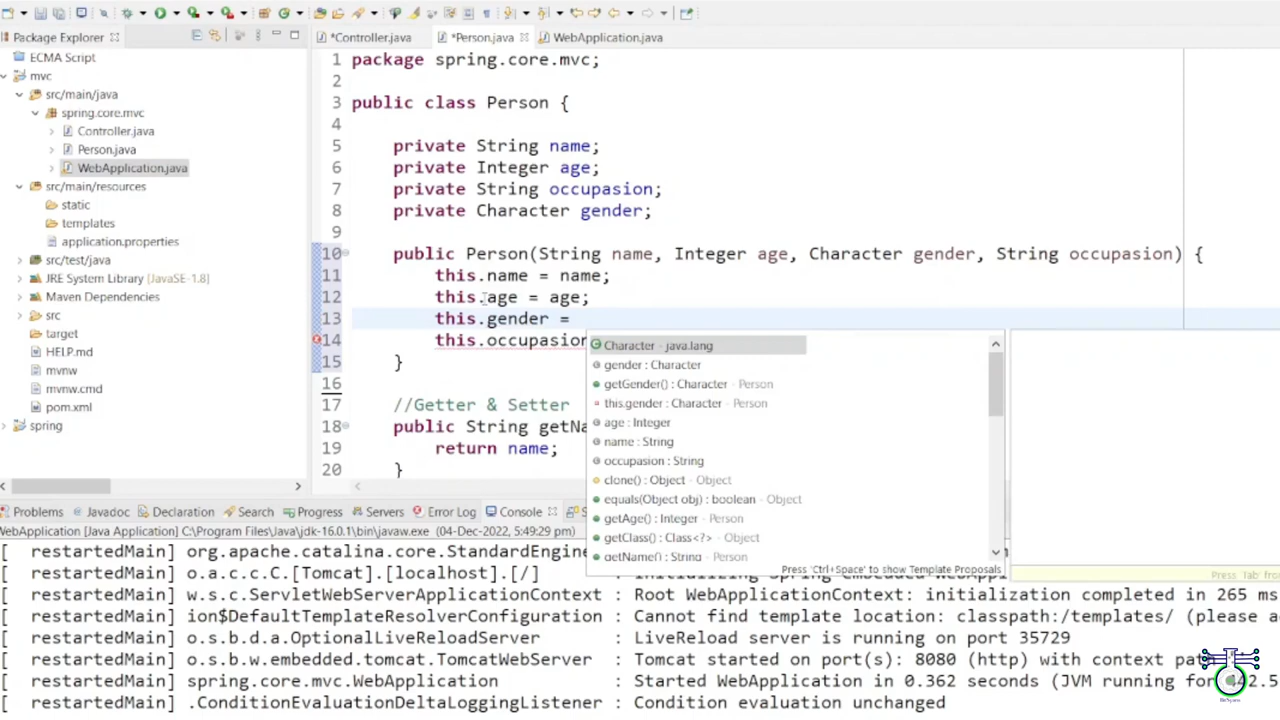 Package Explorer
*Controller.java
*Person.java
WebApplication.java
ECMA Script
mvc
src/main/java
spring.core.mvc
Controller.java
Person.java
WebApplication.java
src/main/resources
static
templates
application.properties
src/test/java
JRE System Library [JavaSE-1.8]
Maven Dependencies
src
target
HELP.md
mvnw
mvnw.cmd
pom.xml
spring
1 package spring.core.mvc;
2
3 public class Person {
4
5 private String name;
6 private Integer age;
7 private String occupasion;
8 private Character gender;
9
10 public Person(String name, Integer age, Character gender, String occupasion) {
11 this.name = name;
12 this.age = age;
13 this.gender =
14 this.occupasion
15 }
16
17 //Getter & Setter
18 public String getNa
19 return name;
20 }
Character - java.lang
gender : Character
getGender() : Character - Person
this.gender : Character - Person
age : Integer
name : String
occupasion : String
clone() : Object - Object
equals(Object obj) : boolean - Object
getAge() : Integer - Person
getClass() : Class<?> - Object
getName() : String - Person
Press 'Ctrl+Space' to show Template Proposals
Press 'Tab' from
Problems Javadoc Declaration Search Progress Servers Error Log Console
WebApplication [Java Application] C:\Program Files\Java\jdk-16.0.1\bin\javaw.exe (04-Dec-2022, 5:49:29 pm)
[ restartedMain] org.apache.catalina.core.StandardEngine
[ restartedMain] o.a.c.c.C.[Tomcat].[localhost].[/] : Initializing Spring embedded WebAppli
[ restartedMain] w.s.c.ServletWebServerApplicationContext : Root WebApplicationContext: initialization completed in 265 ms
[ restartedMain] ion$DefaultTemplateResolverConfiguration : Cannot find template location: classpath:/templates/ (please a
[ restartedMain] o.s.b.d.a.OptionalLiveReloadServer : LiveReload server is running on port 35729
[ restartedMain] o.s.b.w.embedded.tomcat.TomcatWebServer : Tomcat started on port(s): 8080 (http) with context pat
[ restartedMain] spring.core.mvc.WebApplication : Started WebApplication in 0.362 seconds (JVM running for 442.5
[ restartedMain] .ConditionEvaluationDeltaLoggingListener : Condition evaluation unchanged